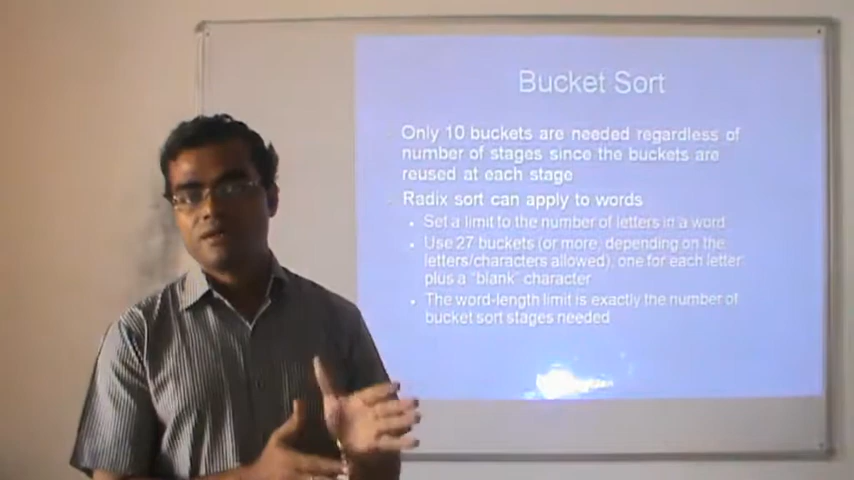 Bucket Sort
Only 10 buckets are needed regardless of
number of stages since the buckets are
reused at each stage
Radix sort can apply to words
Set a limit to the number of letters in a word
Use 27 buckets (or more, depending on the
letters/characters allowed), one for each letter
plus a "blank" character
The word-length limit is exactly the number of
bucket sort stages needed